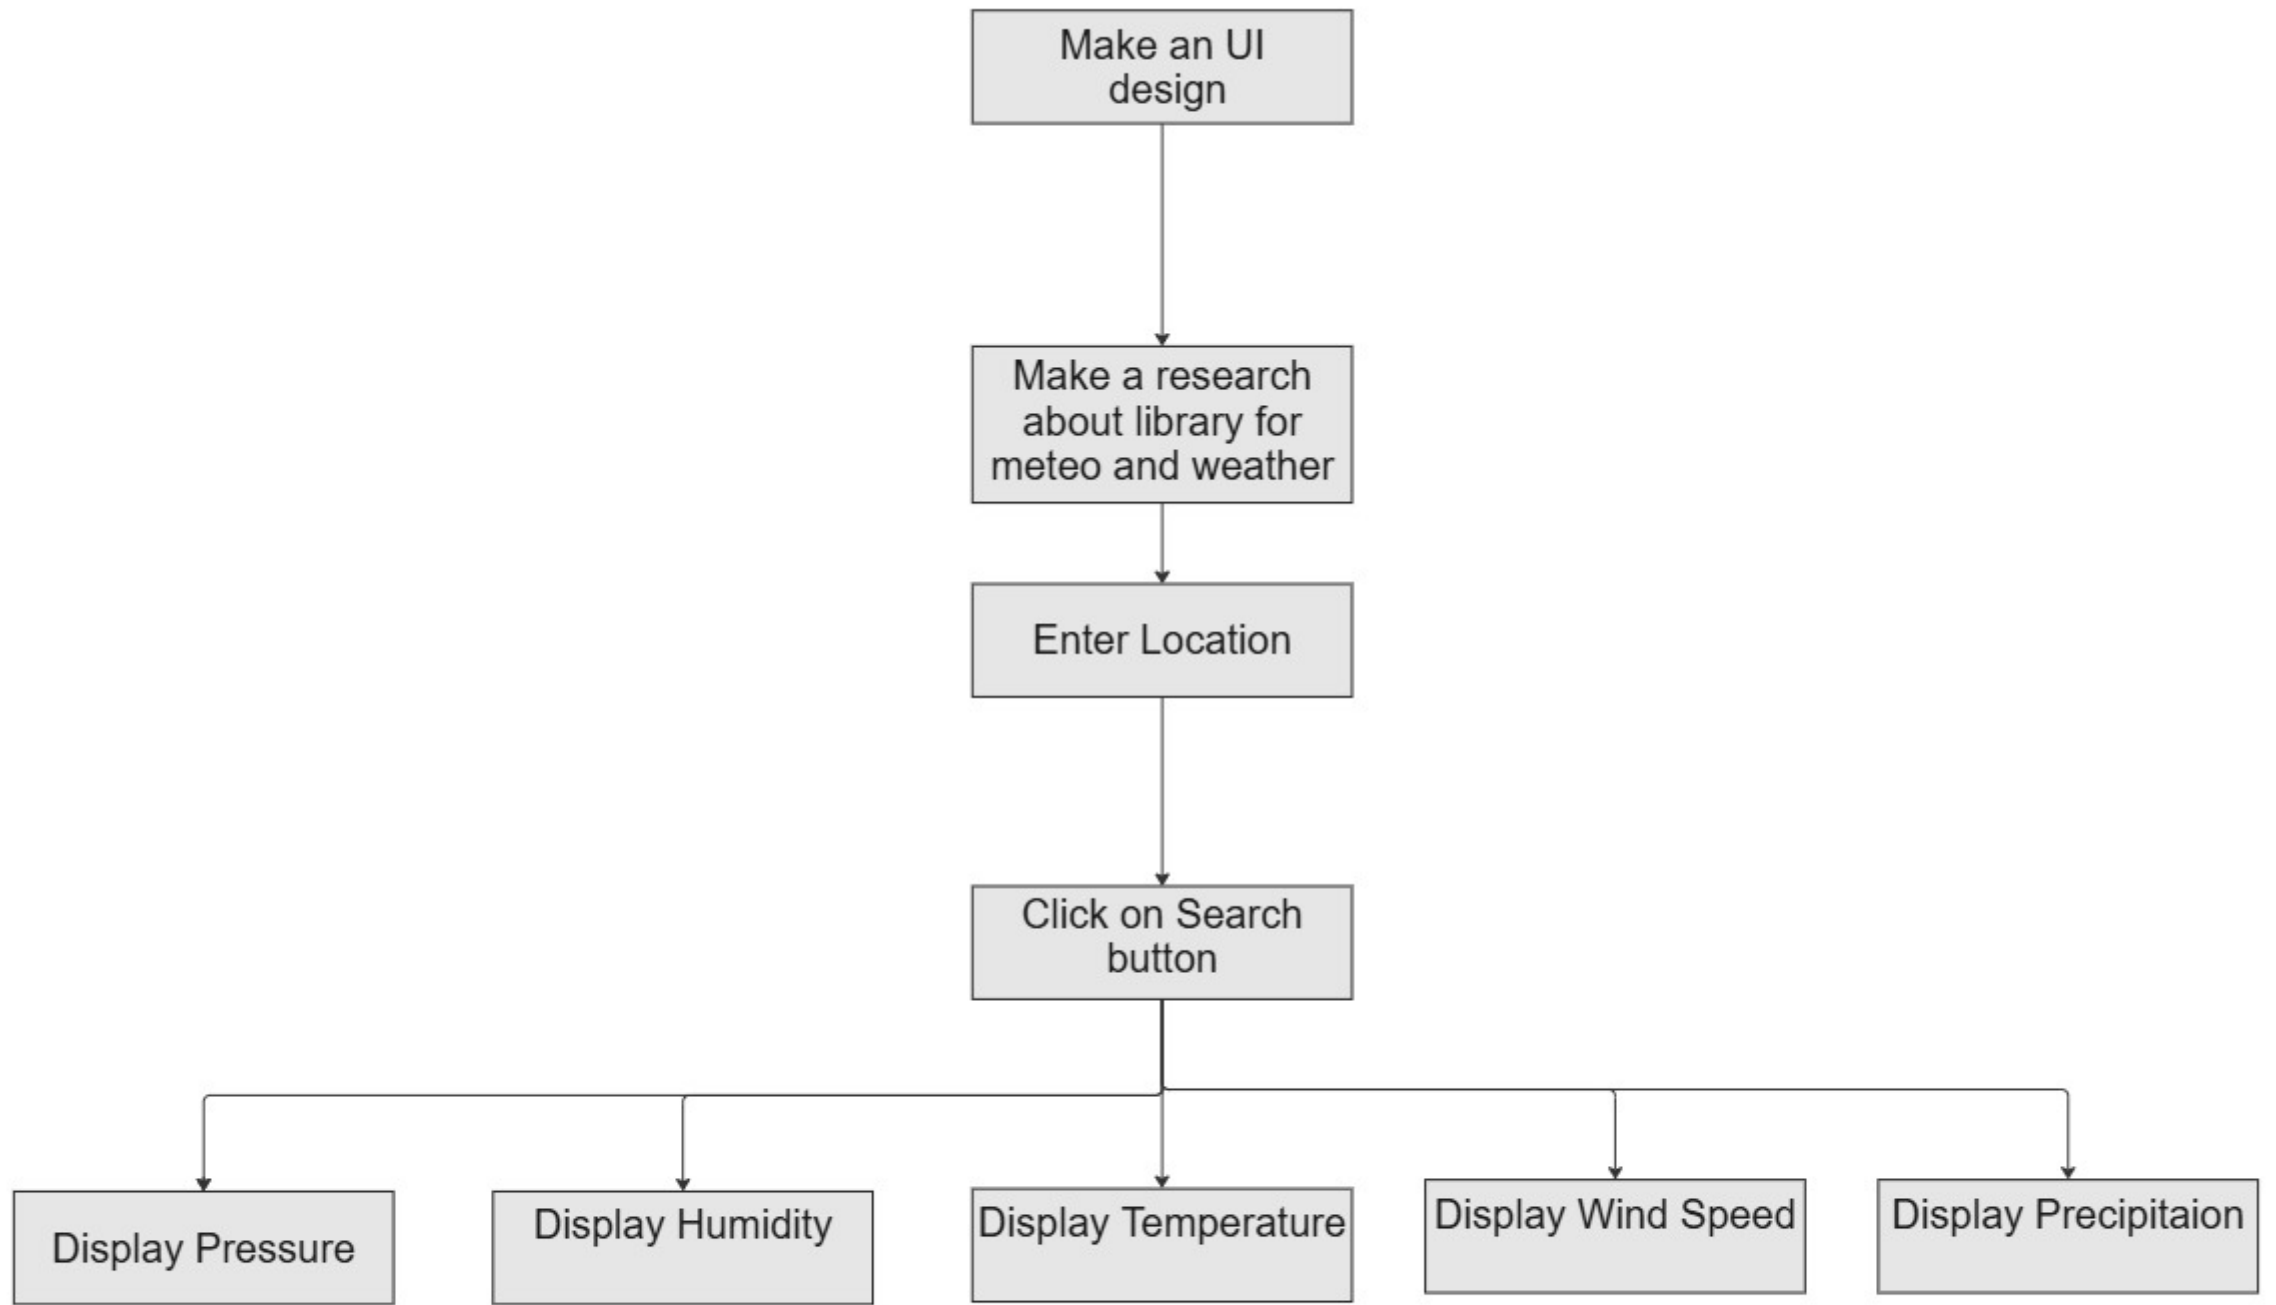 Make an UI
design
Make a research
about library for
meteo and weather
Enter Location
Click on Search
button
Display Pressure
Display Humidity
Display Temperature
Display Wind Speed
Display Precipitaion